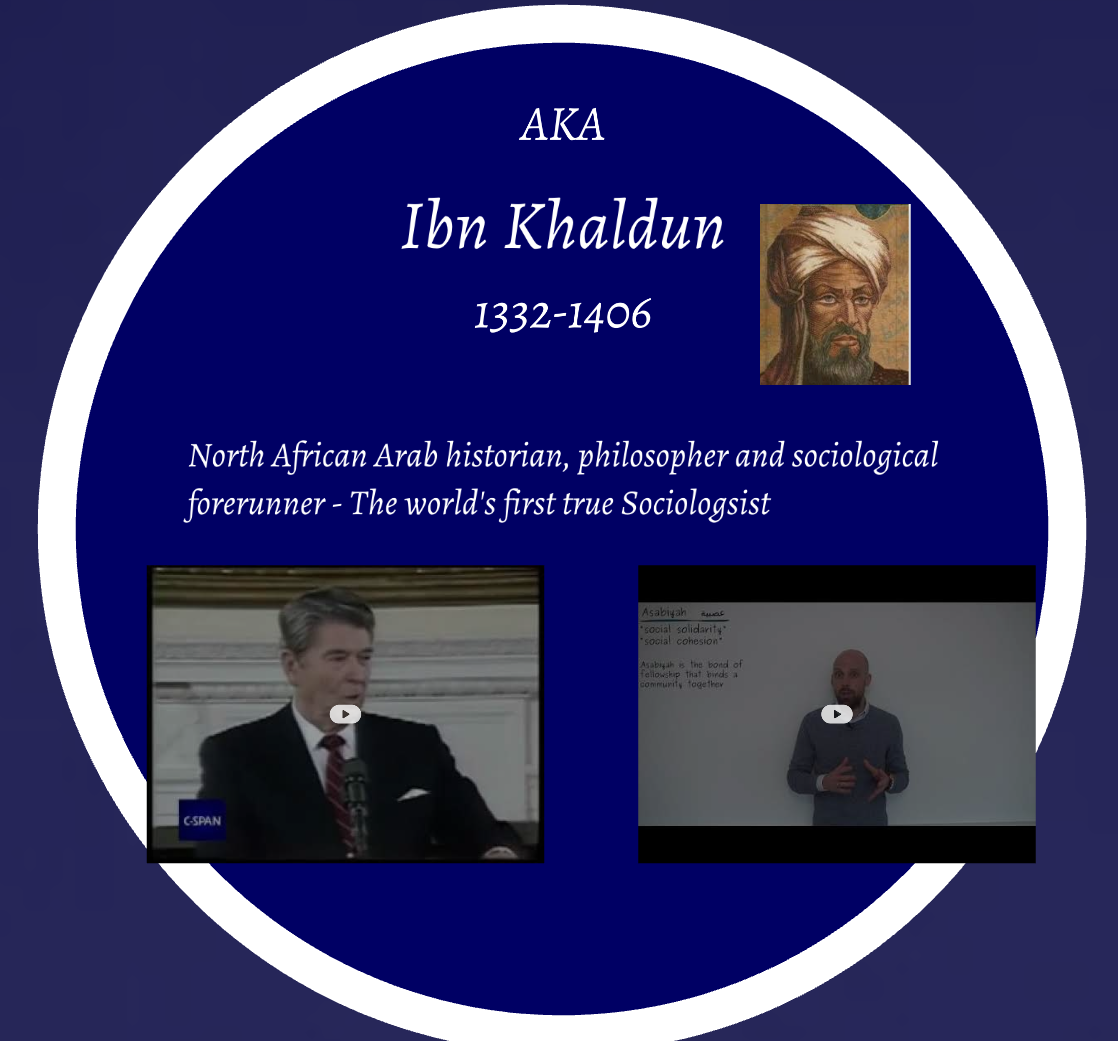 AKA
Ibn Khaldun
1332-1406
North African Arab historian, philosopher and sociological
forerunner - The world's first true Sociologsist
C-SPAN
Asabiyah عصبية
"social solidarity"
"social cohesion"
Asabiyah is the bond of
fellowship that binds a
community together